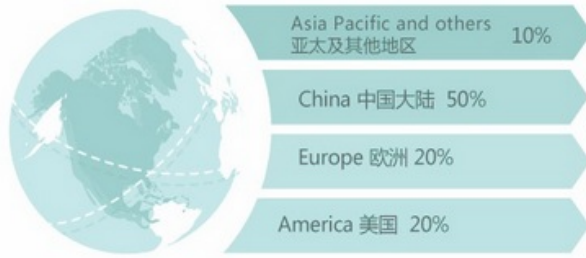 Asia Pacific and others
亚太及其他地区 10%
China 中国大陆 50%
Europe 欧洲 20%
America 美国 20%